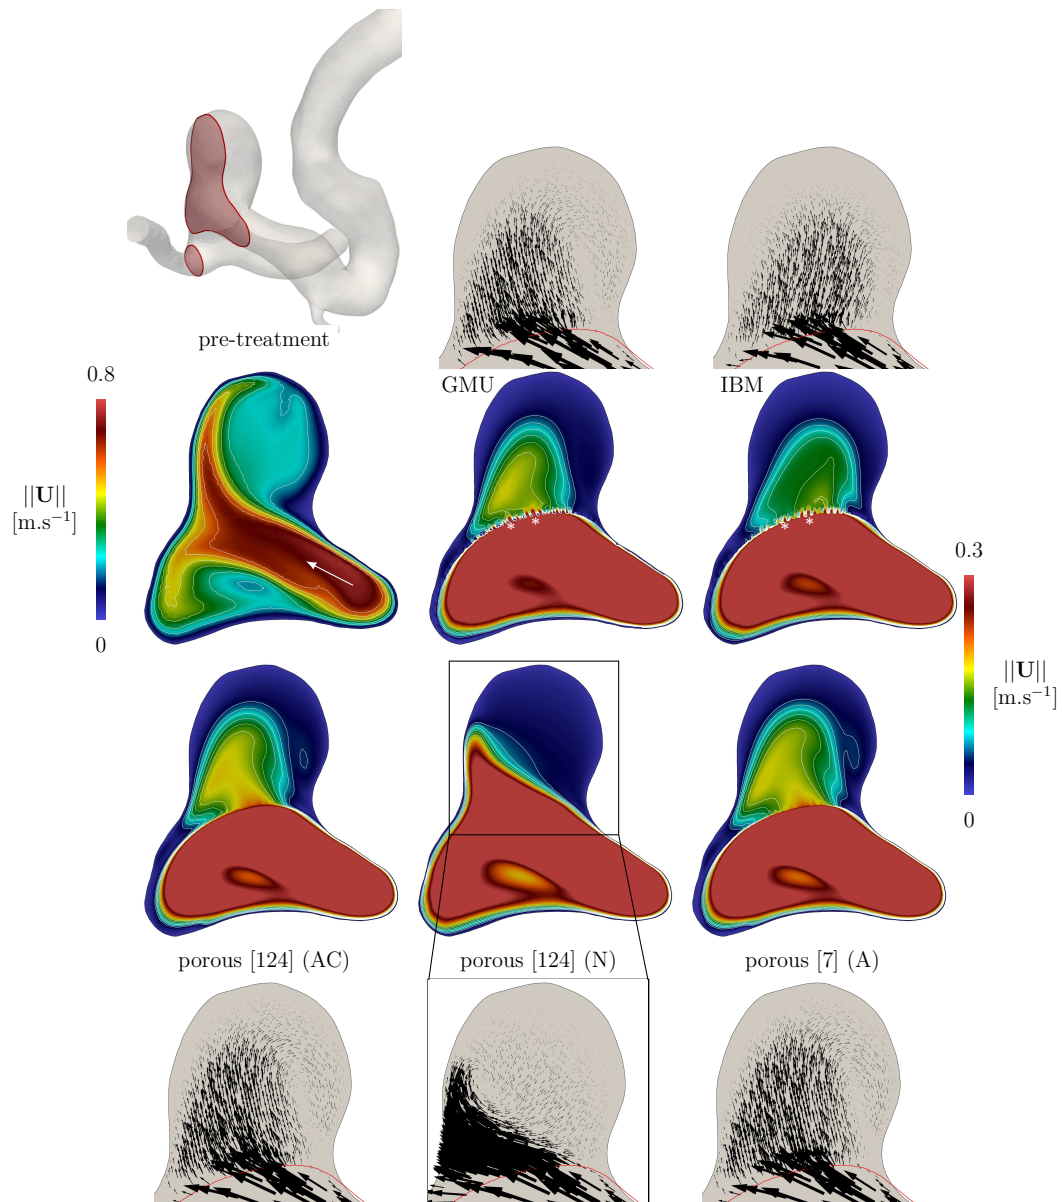 pre-treatment
0.8
||U||
[m.s−1]
0
GMU
IBM
* *
* *
0.3
||U||
[m.s−1]
0
porous [124] (AC)
porous [124] (N)
porous [7] (A)